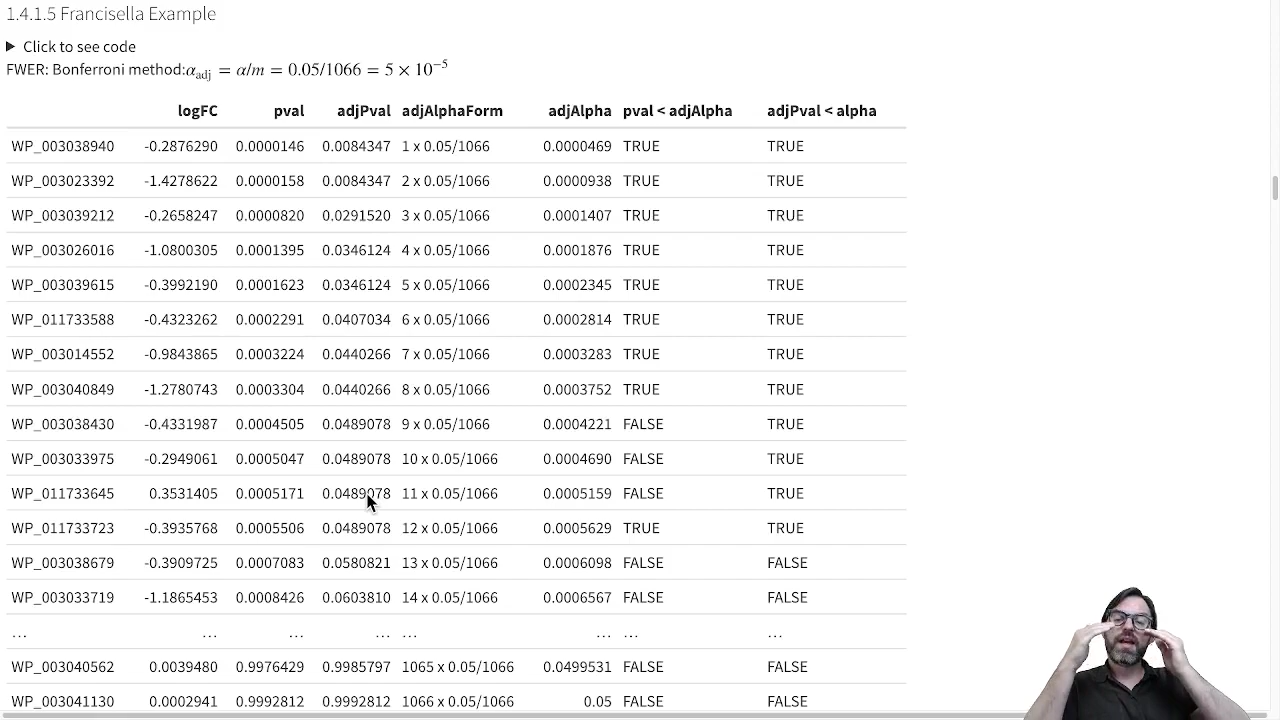 1.4.1.5 Francisella Example
▶ Click to see code
FWER: Bonferroni method:α_adj = α/m = 0.05/1066 = 5 × 10⁻⁵
logFC pval adjPval adjAlphaForm adjAlpha pval < adjAlpha adjPval < alpha
WP_003038940 -0.2876290 0.0000146 0.0084347 1 x 0.05/1066 0.0000469 TRUE TRUE
WP_003023392 -1.4278622 0.0000158 0.0084347 2 x 0.05/1066 0.0000938 TRUE TRUE
WP_003039212 -0.2658247 0.0000820 0.0291520 3 x 0.05/1066 0.0001407 TRUE TRUE
WP_003026016 -1.0800305 0.0001395 0.0346124 4 x 0.05/1066 0.0001876 TRUE TRUE
WP_003039615 -0.3992190 0.0001623 0.0346124 5 x 0.05/1066 0.0002345 TRUE TRUE
WP_011733588 -0.4323262 0.0002291 0.0407034 6 x 0.05/1066 0.0002814 TRUE TRUE
WP_003014552 -0.9843865 0.0003224 0.0440266 7 x 0.05/1066 0.0003283 TRUE TRUE
WP_003040849 -1.2780743 0.0003304 0.0440266 8 x 0.05/1066 0.0003752 TRUE TRUE
WP_003038430 -0.4331987 0.0004505 0.0489078 9 x 0.05/1066 0.0004221 FALSE TRUE
WP_003033975 -0.2949061 0.0005047 0.0489078 10 x 0.05/1066 0.0004690 FALSE TRUE
WP_011733645 0.3531405 0.0005171 0.0489078 11 x 0.05/1066 0.0005159 FALSE TRUE
WP_011733723 -0.3935768 0.0005506 0.0489078 12 x 0.05/1066 0.0005629 TRUE TRUE
WP_003038679 -0.3909725 0.0007083 0.0580821 13 x 0.05/1066 0.0006098 FALSE FALSE
WP_003033719 -1.1865453 0.0008426 0.0603810 14 x 0.05/1066 0.0006567 FALSE FALSE
… … … … … … … …
WP_003040562 0.0039480 0.9976429 0.9985797 1065 x 0.05/1066 0.0499531 FALSE FALSE
WP_003041130 0.0002941 0.9992812 0.9992812 1066 x 0.05/1066 0.05 FALSE FALSE